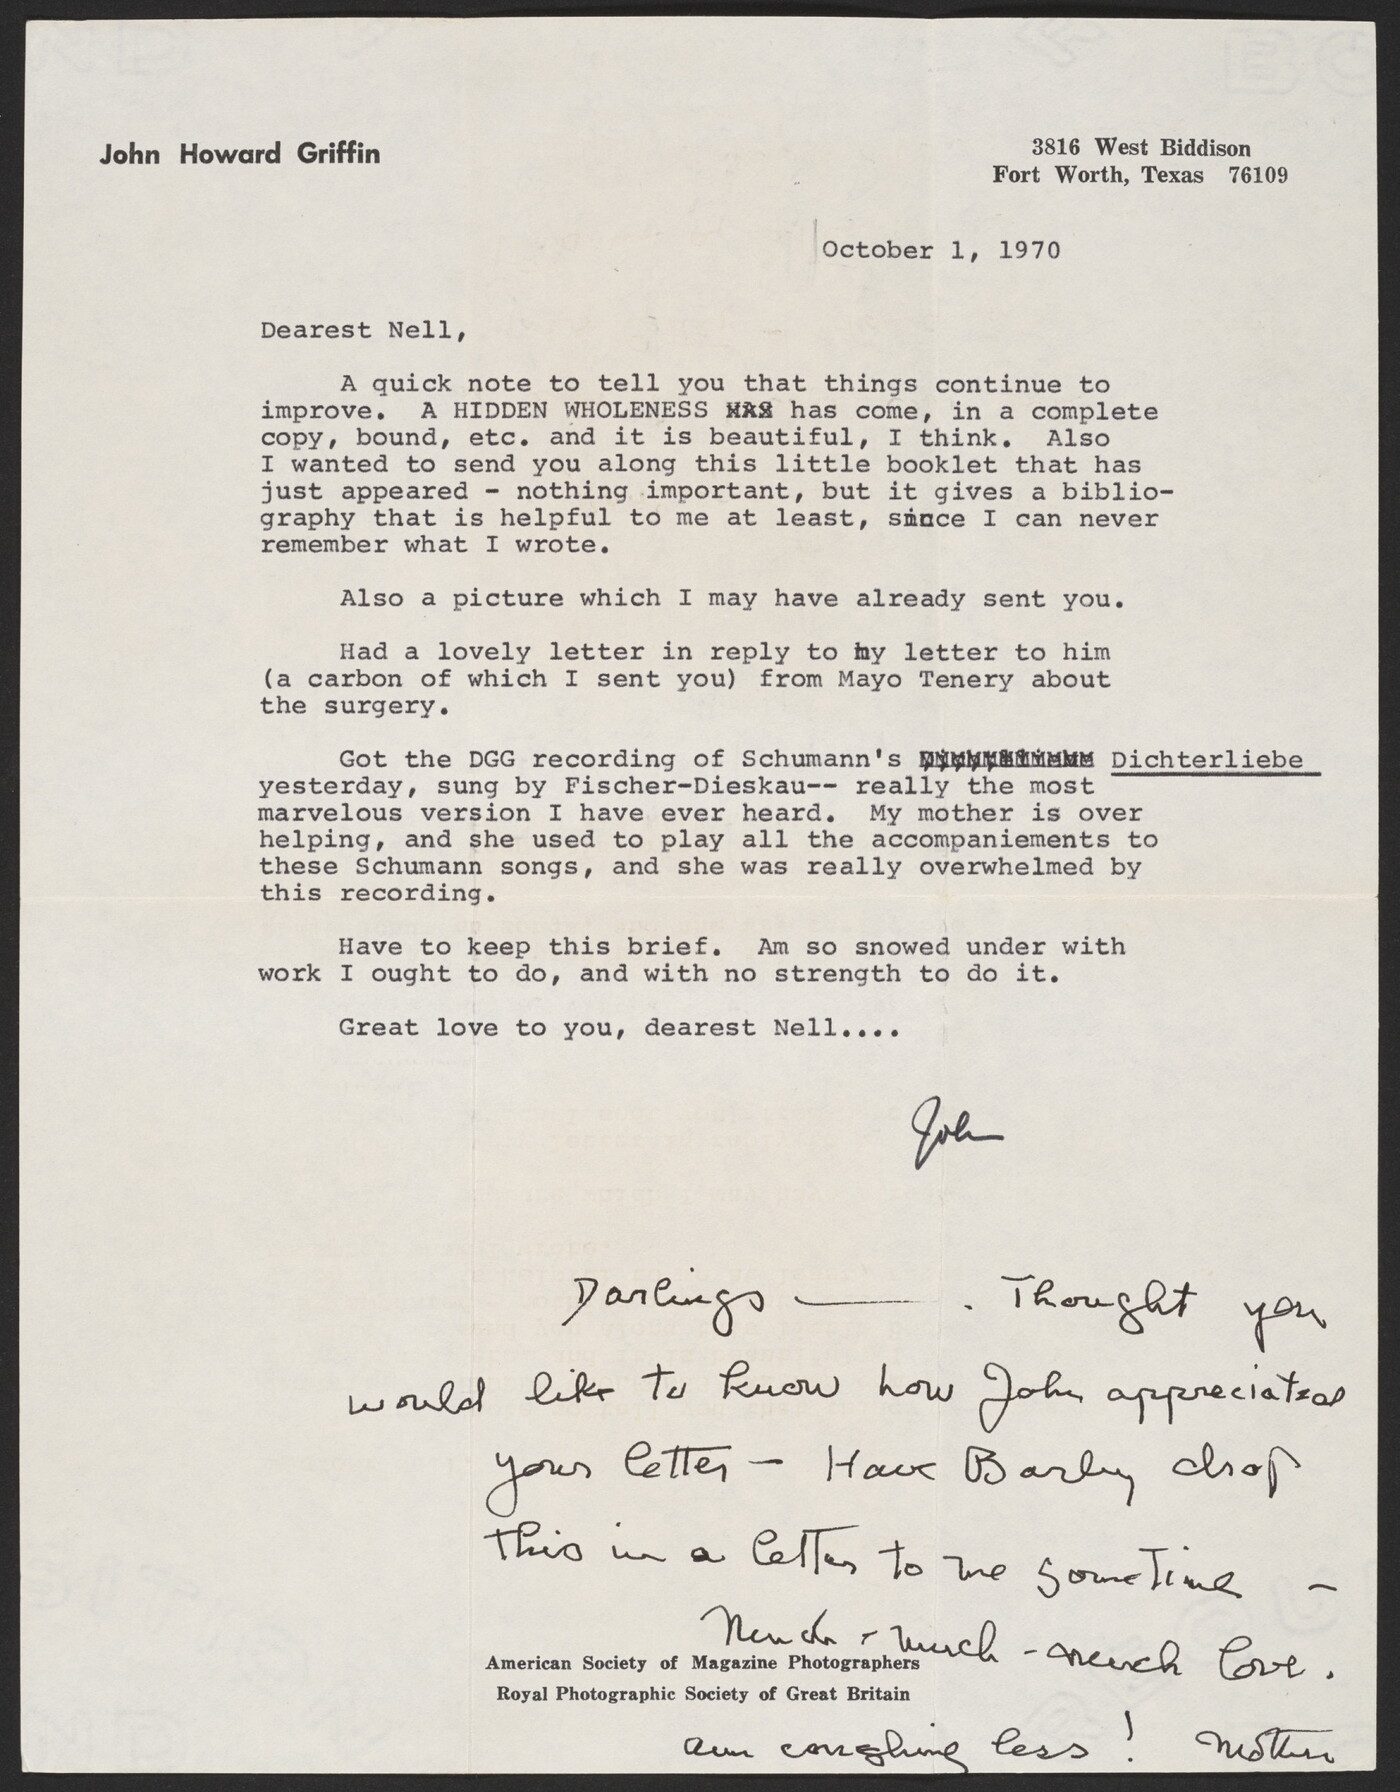 John Howard Griffin
3816 West Biddison
Fort Worth, Texas 76109
October 1, 1970
Dearest Nell,
A quick note to tell you that things continue to
improve. A HIDDEN WHOLENESS has come, in a complete
copy, bound, etc. and it is beautiful, I think. Also
I wanted to send you along this little booklet that has
just appeared - nothing important, but it gives a biblio-
graphy that is helpful to me at least, since I can never
remember what I wrote.
Also a picture which I may have already sent you.
Had a lovely letter in reply to my letter to him
(a carbon of which I sent you) from Mayo Tenery about
the surgery.
Got the DGG recording of Schumann's Dichterliebe
yesterday, sung by Fischer-Dieskau-- really the most
marvelous version I have ever heard. My mother is over
helping, and she used to play all the accompaniements to
these Schumann songs, and she was really overwhelmed by
this recording.
Have to keep this brief. Am so snowed under with
work I ought to do, and with no strength to do it.
Great love to you, dearest Nell....
John
Darlings — . Thought you
would like to know how John appreciated
your letter — Have drop
this in a letter to me sometime —
Much - much - much love.
American Society of Magazine Photographers
Royal Photographic Society of Great Britain
am coughing less! Mother